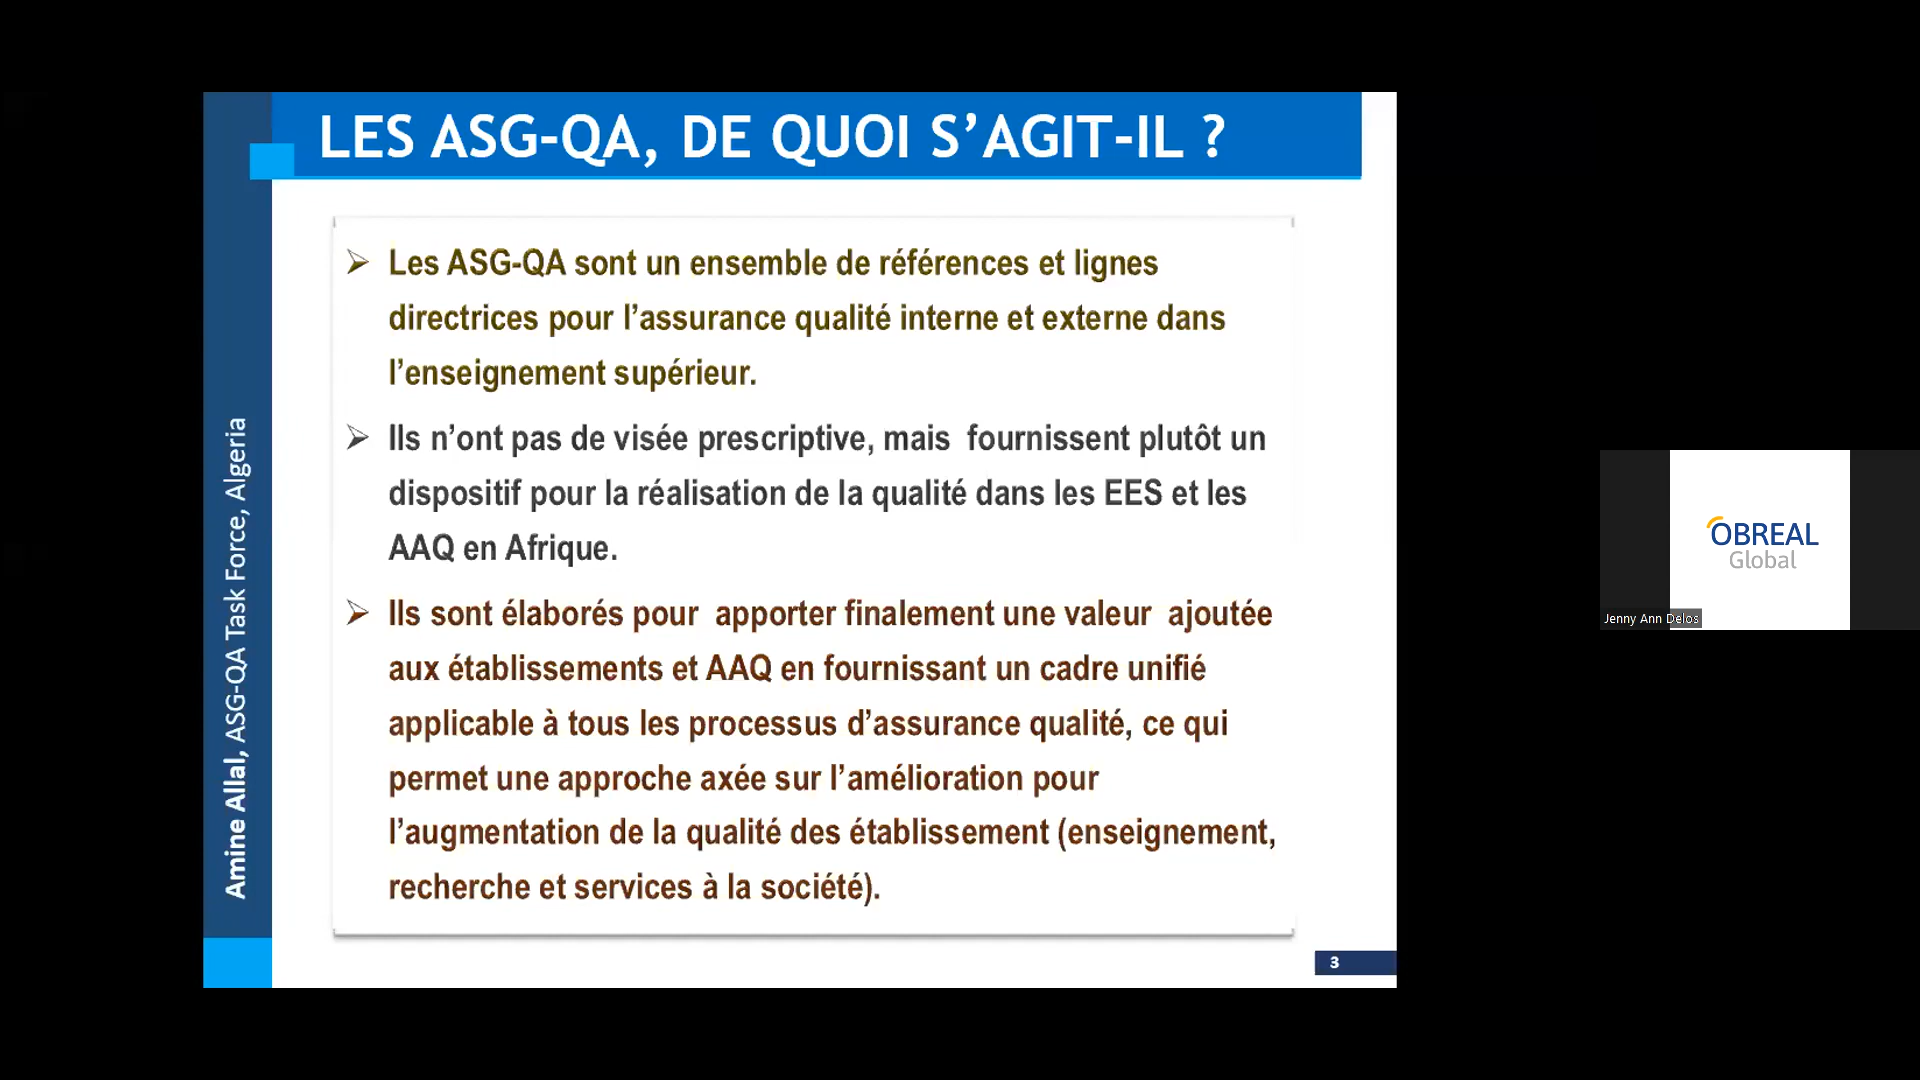 LES ASG-QA, DE QUOI S’AGIT-IL ?
➢ Les ASG-QA sont un ensemble de références et lignes
directrices pour l’assurance qualité interne et externe dans
l’enseignement supérieur.
➢ Ils n’ont pas de visée prescriptive, mais fournissent plutôt un
dispositif pour la réalisation de la qualité dans les EES et les
AAQ en Afrique.
➢ Ils sont élaborés pour apporter finalement une valeur ajoutée
aux établissements et AAQ en fournissant un cadre unifié
applicable à tous les processus d’assurance qualité, ce qui
permet une approche axée sur l’amélioration pour
l’augmentation de la qualité des établissement (enseignement,
recherche et services à la société).
Amine Allal, ASG-QA Task Force, Algeria
3
OBREAL
Global
Jenny Ann Delos